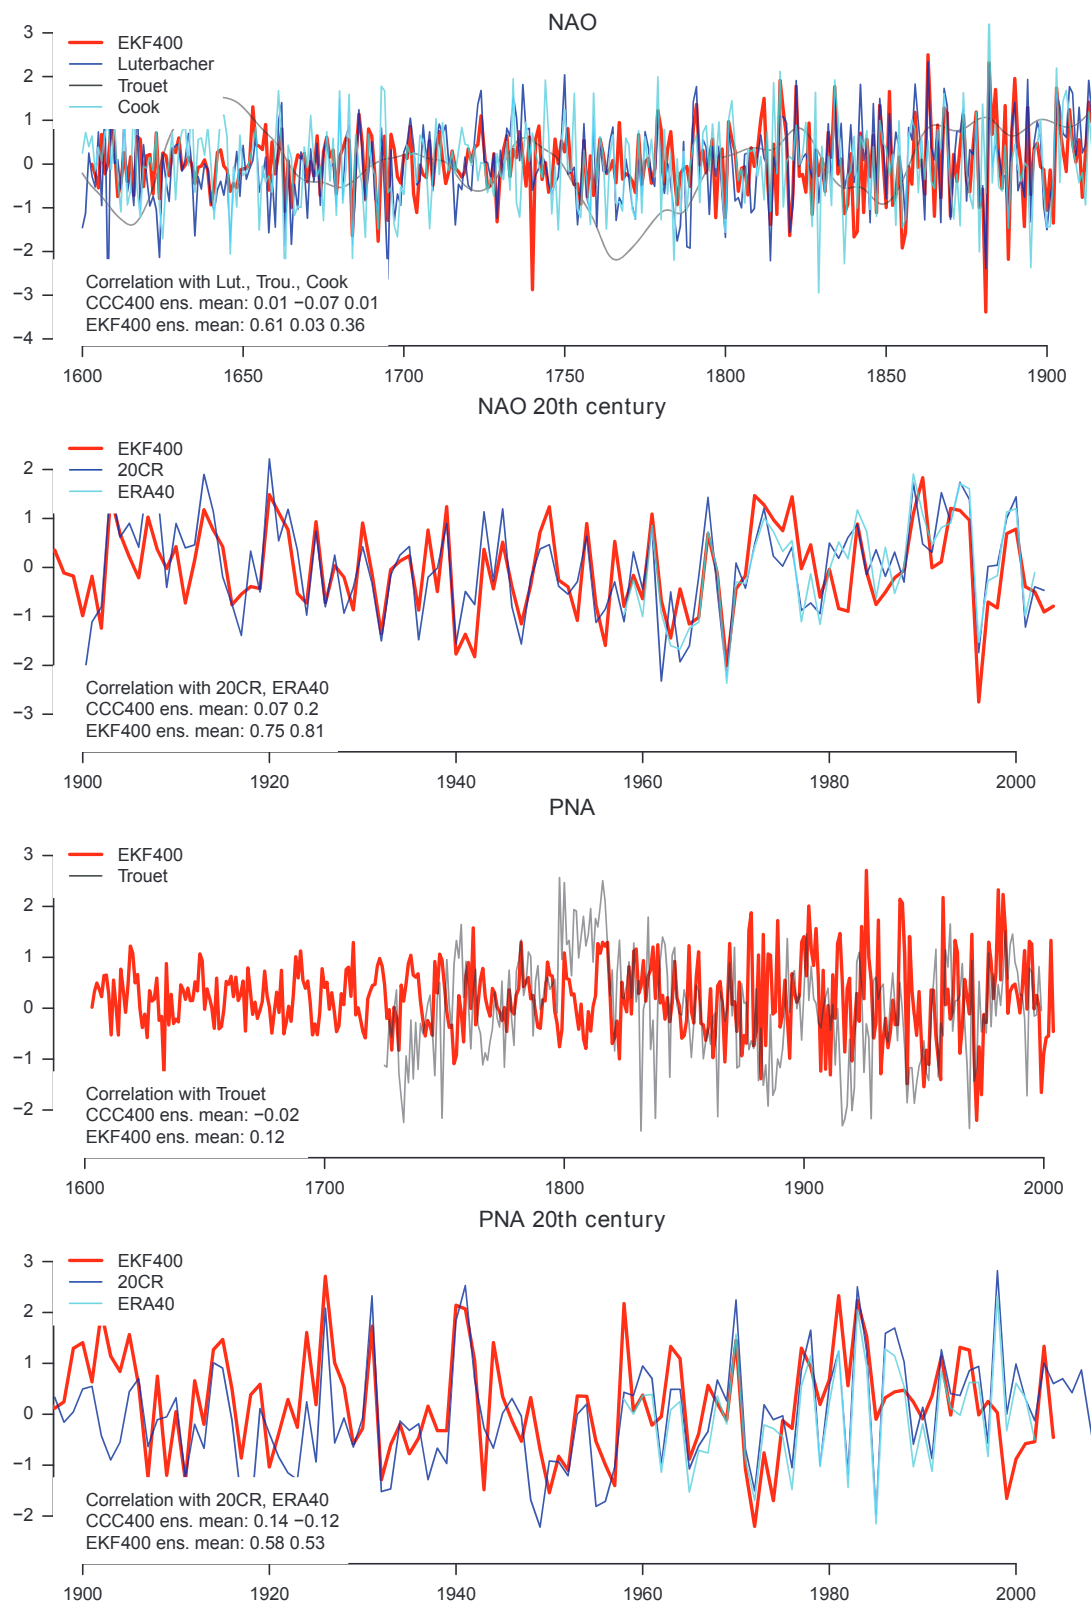 NAO
EKF400
Luterbacher
Trouet
Cook
3
2
1
0
−1
−2
−3
−4
Correlation with Lut., Trou., Cook
CCC400 ens. mean: 0.01 −0.07 0.01
EKF400 ens. mean: 0.61 0.03 0.36
1600 1650 1700 1750 1800 1850 1900
NAO 20th century
EKF400
20CR
ERA40
2
1
0
−1
−2
−3
Correlation with 20CR, ERA40
CCC400 ens. mean: 0.07 0.2
EKF400 ens. mean: 0.75 0.81
1900 1920 1940 1960 1980 2000
PNA
EKF400
Trouet
3
2
1
0
−1
−2
Correlation with Trouet
CCC400 ens. mean: −0.02
EKF400 ens. mean: 0.12
1600 1700 1800 1900 2000
PNA 20th century
EKF400
20CR
ERA40
3
2
1
0
−1
−2
Correlation with 20CR, ERA40
CCC400 ens. mean: 0.14 −0.12
EKF400 ens. mean: 0.58 0.53
1900 1920 1940 1960 1980 2000